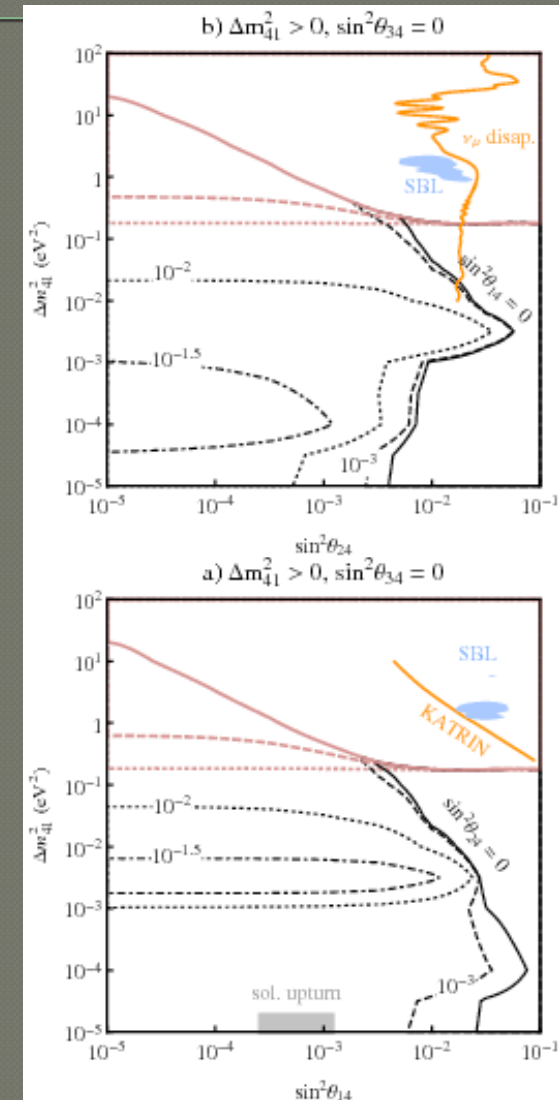 b) Δm²₄₁ > 0, sin²θ₃₄ = 0
10²
10¹
1
10⁻¹
10⁻²
10⁻³
10⁻⁴
10⁻⁵
Δm²₄₁ (eV²)
ν_μ disap.
SBL
sin²θ₁₄ = 0
10⁻²
10⁻¹·⁵
10⁻³
10⁻⁵ 10⁻⁴ 10⁻³ 10⁻² 10⁻¹
sin²θ₂₄
a) Δm²₄₁ > 0, sin²θ₃₄ = 0
10²
10¹
1
10⁻¹
10⁻²
10⁻³
10⁻⁴
10⁻⁵
Δm²₄₁ (eV²)
SBL
KATRIN
sin²θ₂₄ = 0
10⁻²
10⁻¹·⁵
10⁻³
sol. upturn
10⁻⁵ 10⁻⁴ 10⁻³ 10⁻² 10⁻¹
sin²θ₁₄